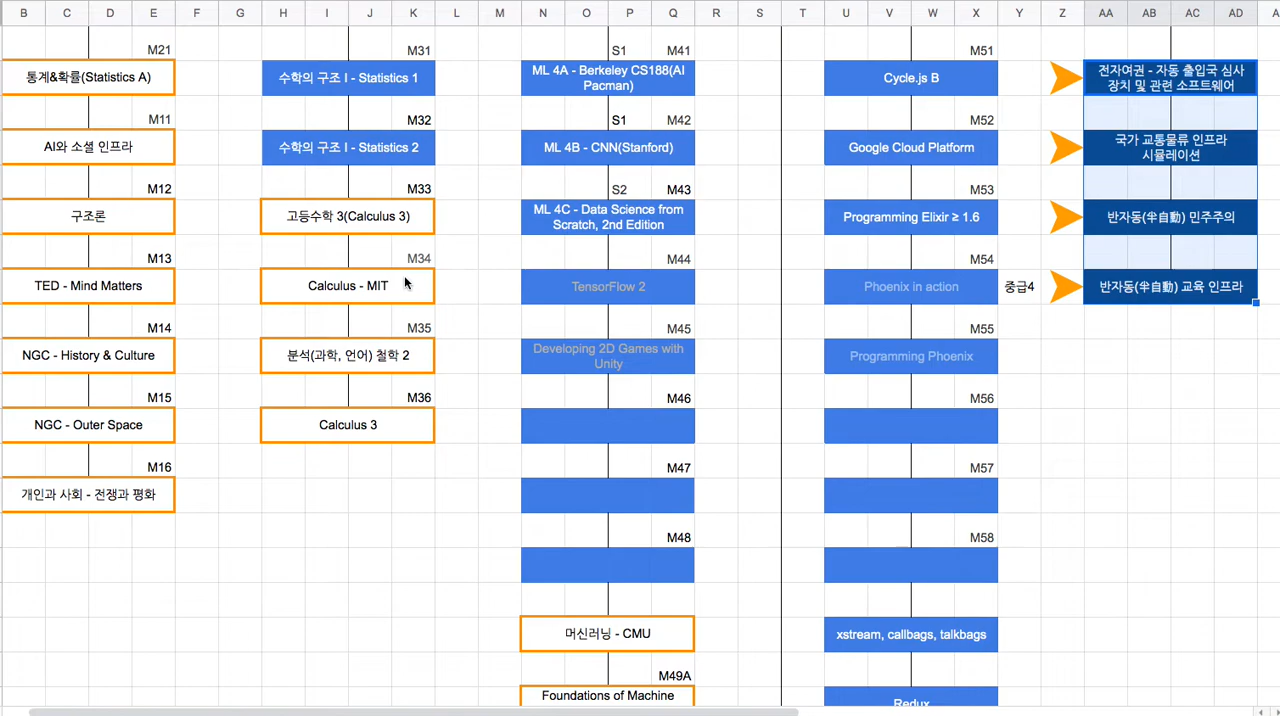 B C D E F G H I J K L M N O P Q R S T U V W X Y Z AA AB AC AD
M21 M31 S1 M41 M51
통계&확률(Statistics A)
수학의 구조 I - Statistics 1
ML 4A - Berkeley CS188(AI
Pacman)
Cycle.js B
전자여권 - 자동 출입국 심사
장치 및 관련 소프트웨어
M11 M32 S1 M42 M52
AI와 소셜 인프라
수학의 구조 I - Statistics 2
ML 4B - CNN(Stanford)
Google Cloud Platform
국가 교통물류 인프라
시뮬레이션
M12 M33 S2 M43 M53
구조론
고등수학 3(Calculus 3)
ML 4C - Data Science from
Scratch, 2nd Edition
Programming Elixir ≥ 1.6
반자동(半自動) 민주주의
M13 M34 M44 M54
TED - Mind Matters
Calculus - MIT
TensorFlow 2
Phoenix in action
중급4
반자동(半自動) 교육 인프라
M14 M35 M45 M55
NGC - History & Culture
분석(과학, 언어) 철학 2
Developing 2D Games with
Unity
Programming Phoenix
M15 M36 M46 M56
NGC - Outer Space
Calculus 3
M16 M47 M57
개인과 사회 - 전쟁과 평화
M48 M58
머신러닝 - CMU
xstream, callbags, talkbags
M49A
Foundations of Machine
Redux